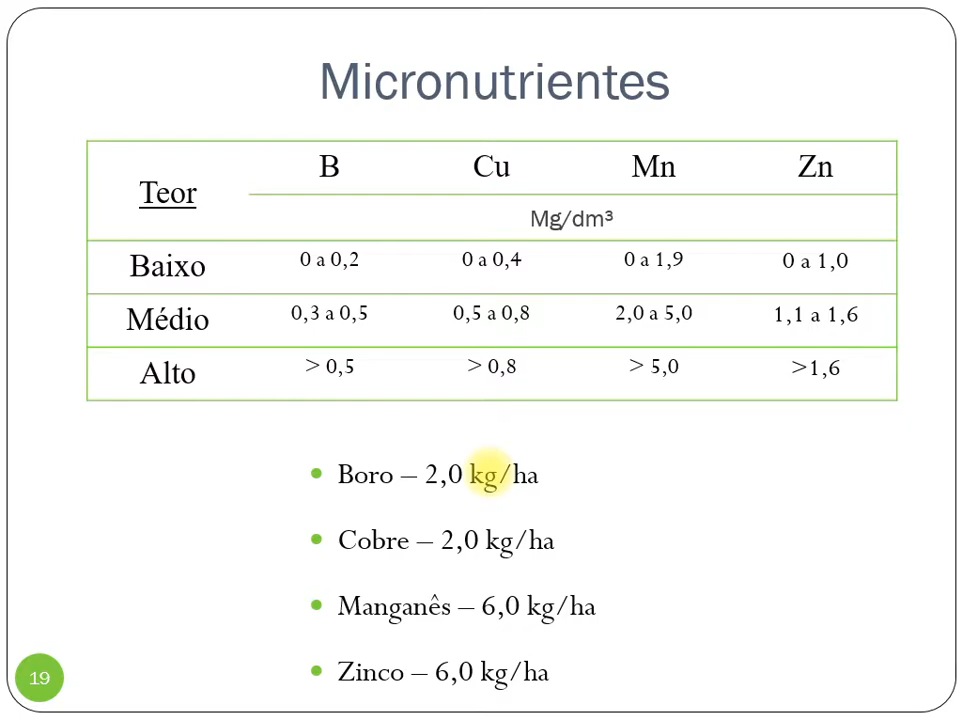 Micronutrientes
Teor B Cu Mn Zn
Mg/dm³
Baixo 0 a 0,2 0 a 0,4 0 a 1,9 0 a 1,0
Médio 0,3 a 0,5 0,5 a 0,8 2,0 a 5,0 1,1 a 1,6
Alto > 0,5 > 0,8 > 5,0 >1,6
• Boro – 2,0 kg/ha
• Cobre – 2,0 kg/ha
• Manganês – 6,0 kg/ha
• Zinco – 6,0 kg/ha
19